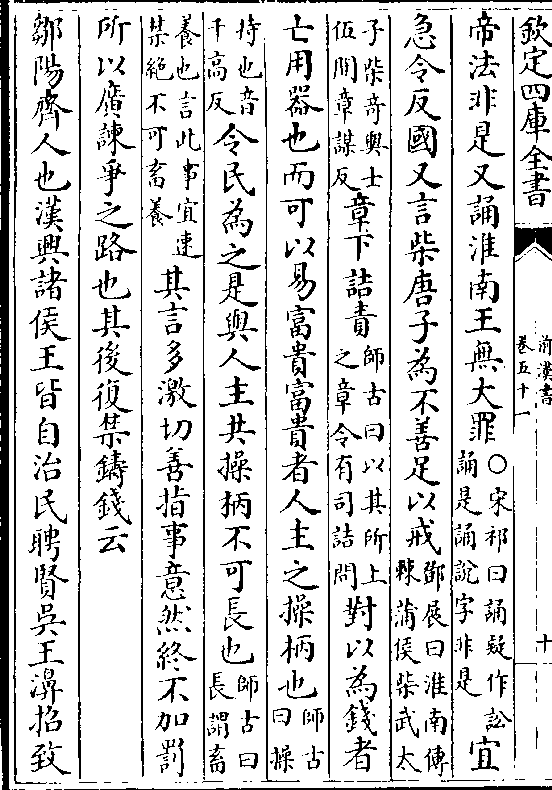 欽定四庫全書
前漢書
卷五十一
十
帝法非是又誦淮南王無大罪○宋祁曰誦疑作訟
誦是誦說字非是宜
急令反國又言柴唐子為不善足以戒鄧展曰淮南傳
棘蒲侯柴武太
子柴竒與士
伍開章謀反章下詰責師古曰以其所上
之章令有司詰問對以為錢者
亡用器也而可以易富貴富貴者人主之操柄也師古
曰操
持也音
千高反令民為之是與人主共操柄不可長也師古曰
長謂畜
養也言此事宜速
禁絶不可畜養其言多激切善指事意然終不加罰
所以廣諫爭之路也其後復禁鑄錢云
鄒陽齊人也漢興諸侯王皆自治民聘賢吳王濞招致